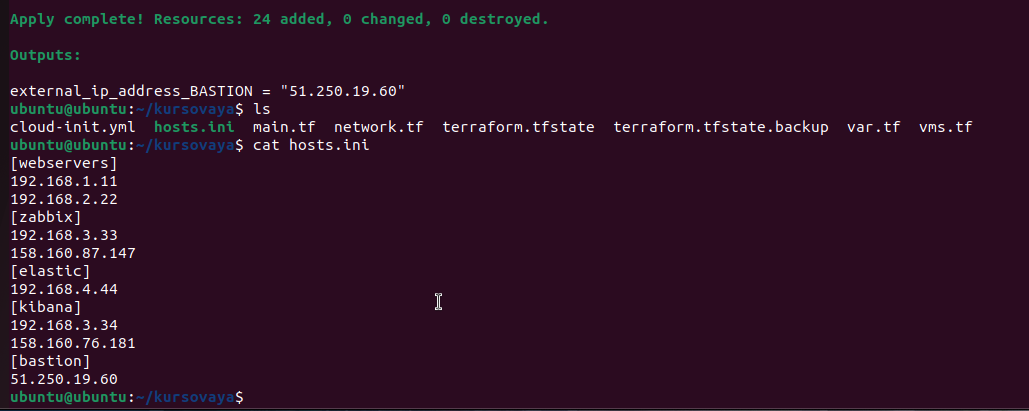 Apply complete! Resources: 24 added, 0 changed, 0 destroyed.
Outputs:
external_ip_address_BASTION = "51.250.19.60"
ubuntu@ubuntu:~/kursovaya$ ls
cloud-init.yml  hosts.ini  main.tf  network.tf  terraform.tfstate  terraform.tfstate.backup  var.tf  vms.tf
ubuntu@ubuntu:~/kursovaya$ cat hosts.ini
[webservers]
192.168.1.11
192.168.2.22
[zabbix]
192.168.3.33
158.160.87.147
[elastic]
192.168.4.44
[kibana]
192.168.3.34
158.160.76.181
[bastion]
51.250.19.60
ubuntu@ubuntu:~/kursovaya$